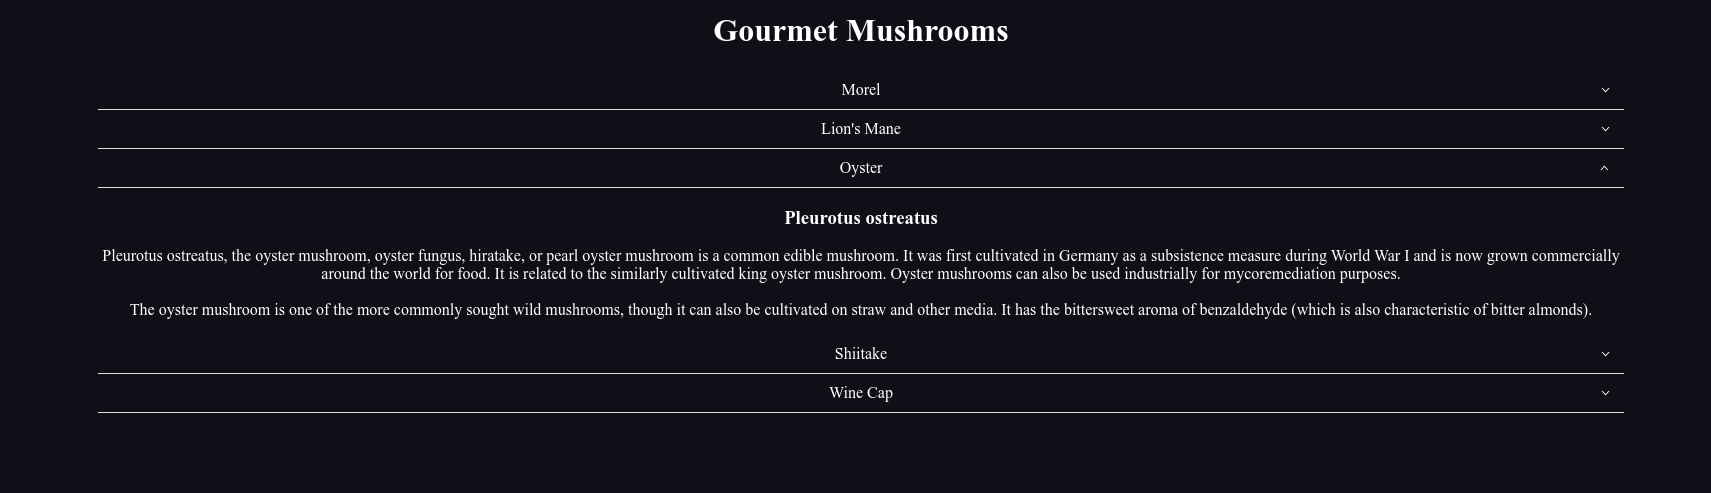 Gourmet Mushrooms
Morel
Lion's Mane
Oyster
Pleurotus ostreatus
Pleurotus ostreatus, the oyster mushroom, oyster fungus, hiratake, or pearl oyster mushroom is a common edible mushroom. It was first cultivated in Germany as a subsistence measure during World War I and is now grown commercially
around the world for food. It is related to the similarly cultivated king oyster mushroom. Oyster mushrooms can also be used industrially for mycoremediation purposes.
The oyster mushroom is one of the more commonly sought wild mushrooms, though it can also be cultivated on straw and other media. It has the bittersweet aroma of benzaldehyde (which is also characteristic of bitter almonds).
Shiitake
Wine Cap